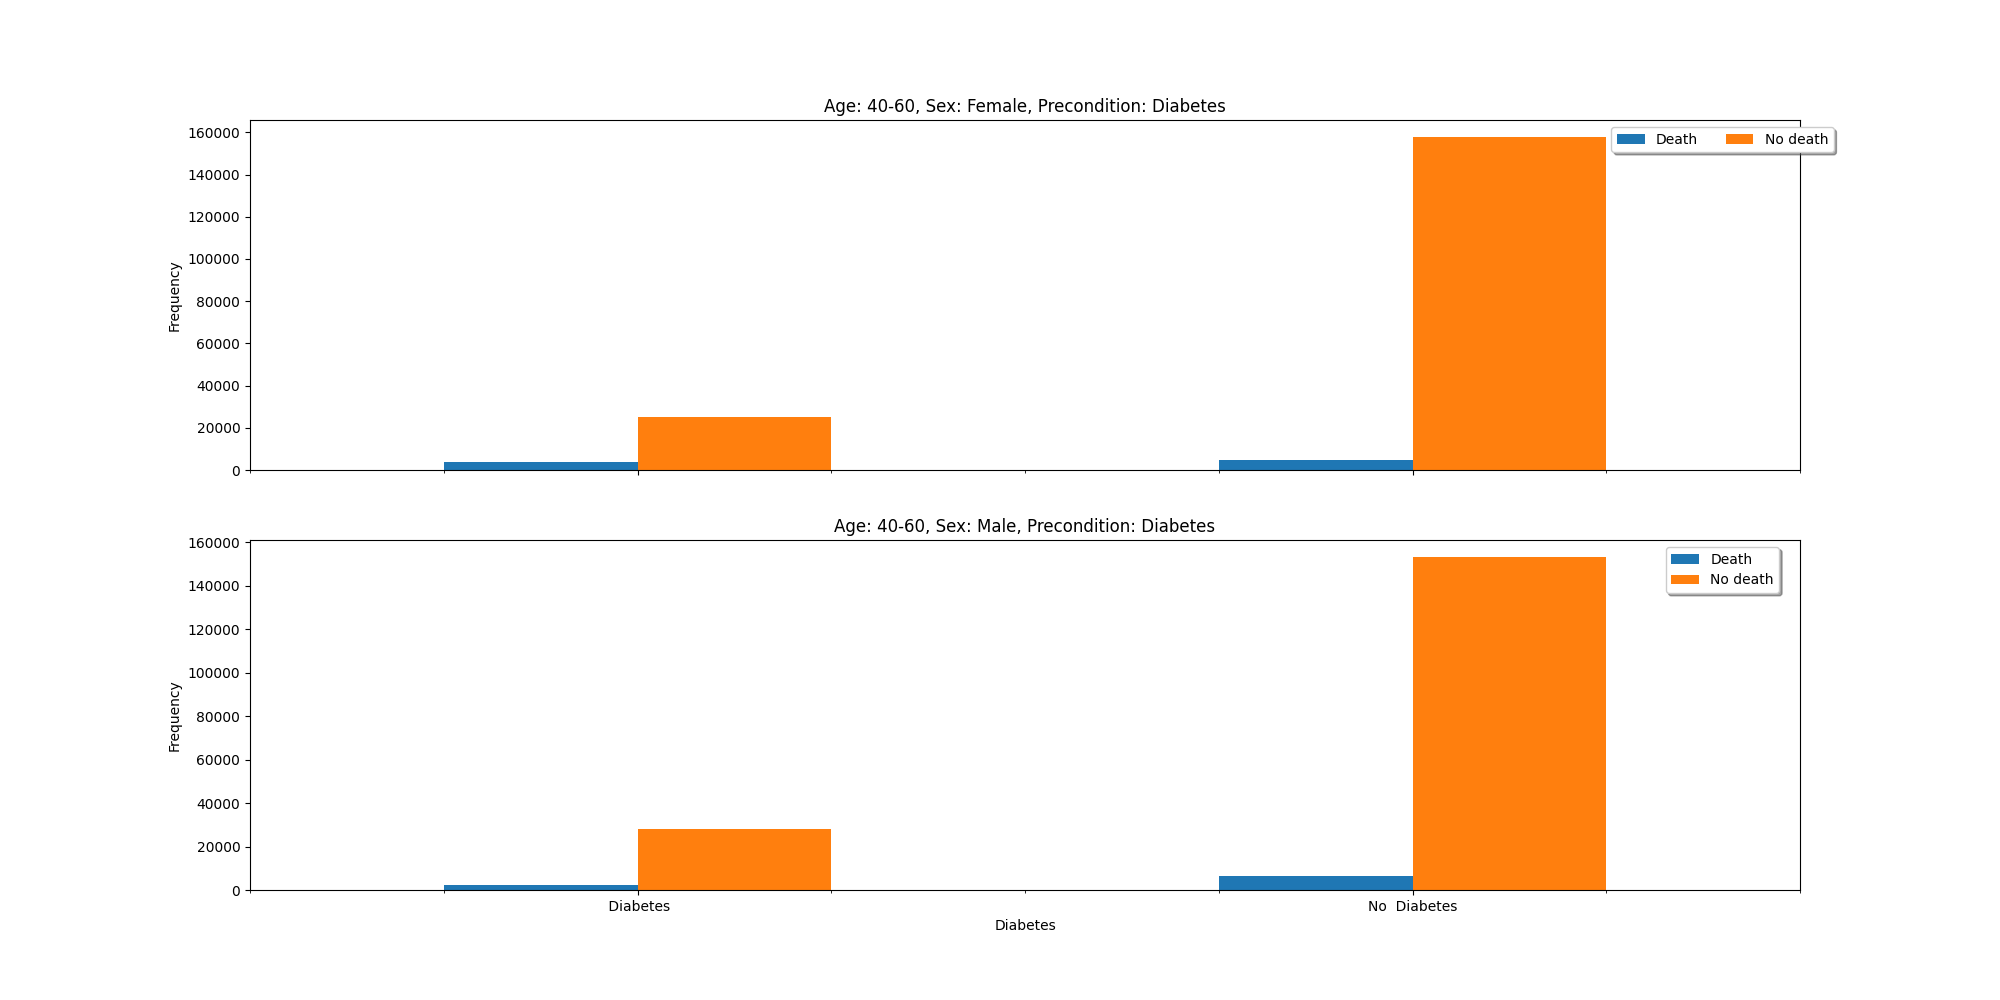 Age: 40-60, Sex: Female, Precondition: Diabetes
160000
140000
120000
100000
80000
60000
40000
20000
0
Frequency
Death No death
Age: 40-60, Sex: Male, Precondition: Diabetes
160000
140000
120000
100000
80000
60000
40000
20000
0
Frequency
Death
No death
Diabetes No  Diabetes
Diabetes